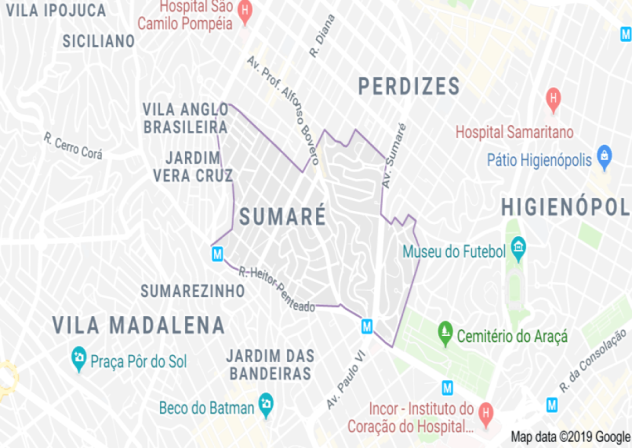 VILA IPOJUCA
Hospital São
Camilo Pompéia
SICILIANO
R. Diana
Av. Prof. Alfonso Bovero
PERDIZES
VILA ANGLO
BRASILEIRA
H
M
Hospital Samaritano
R. Cerro Corá
JARDIM
VERA CRUZ
Av. Sumaré
Pátio Higienópolis
SUMARÉ
HIGIENÓPOL
Museu do Futebol
M
R. Heitor Penteado
SUMAREZINHO
VILA MADALENA
M
Cemitério do Araçá
Praça Pôr do Sol
JARDIM DAS
BANDEIRAS
Av. Paulo VI
R. da Consolação
M
Beco do Batman
Incor - Instituto do
Coração do Hospital...
H
M
Map data ©2019 Google